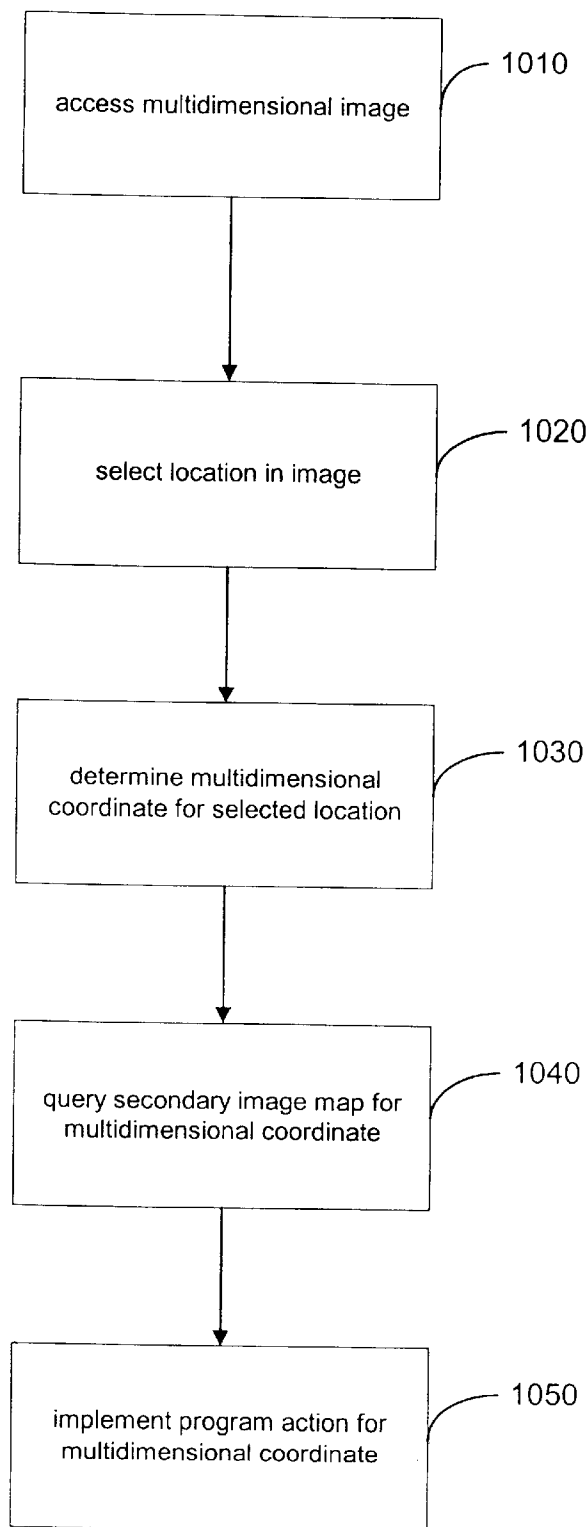 access multidimensional image
1010
select location in image
1020
determine multidimensional
coordinate for selected location
1030
query secondary image map for
multidimensional coordinate
1040
implement program action for
multidimensional coordinate
1050